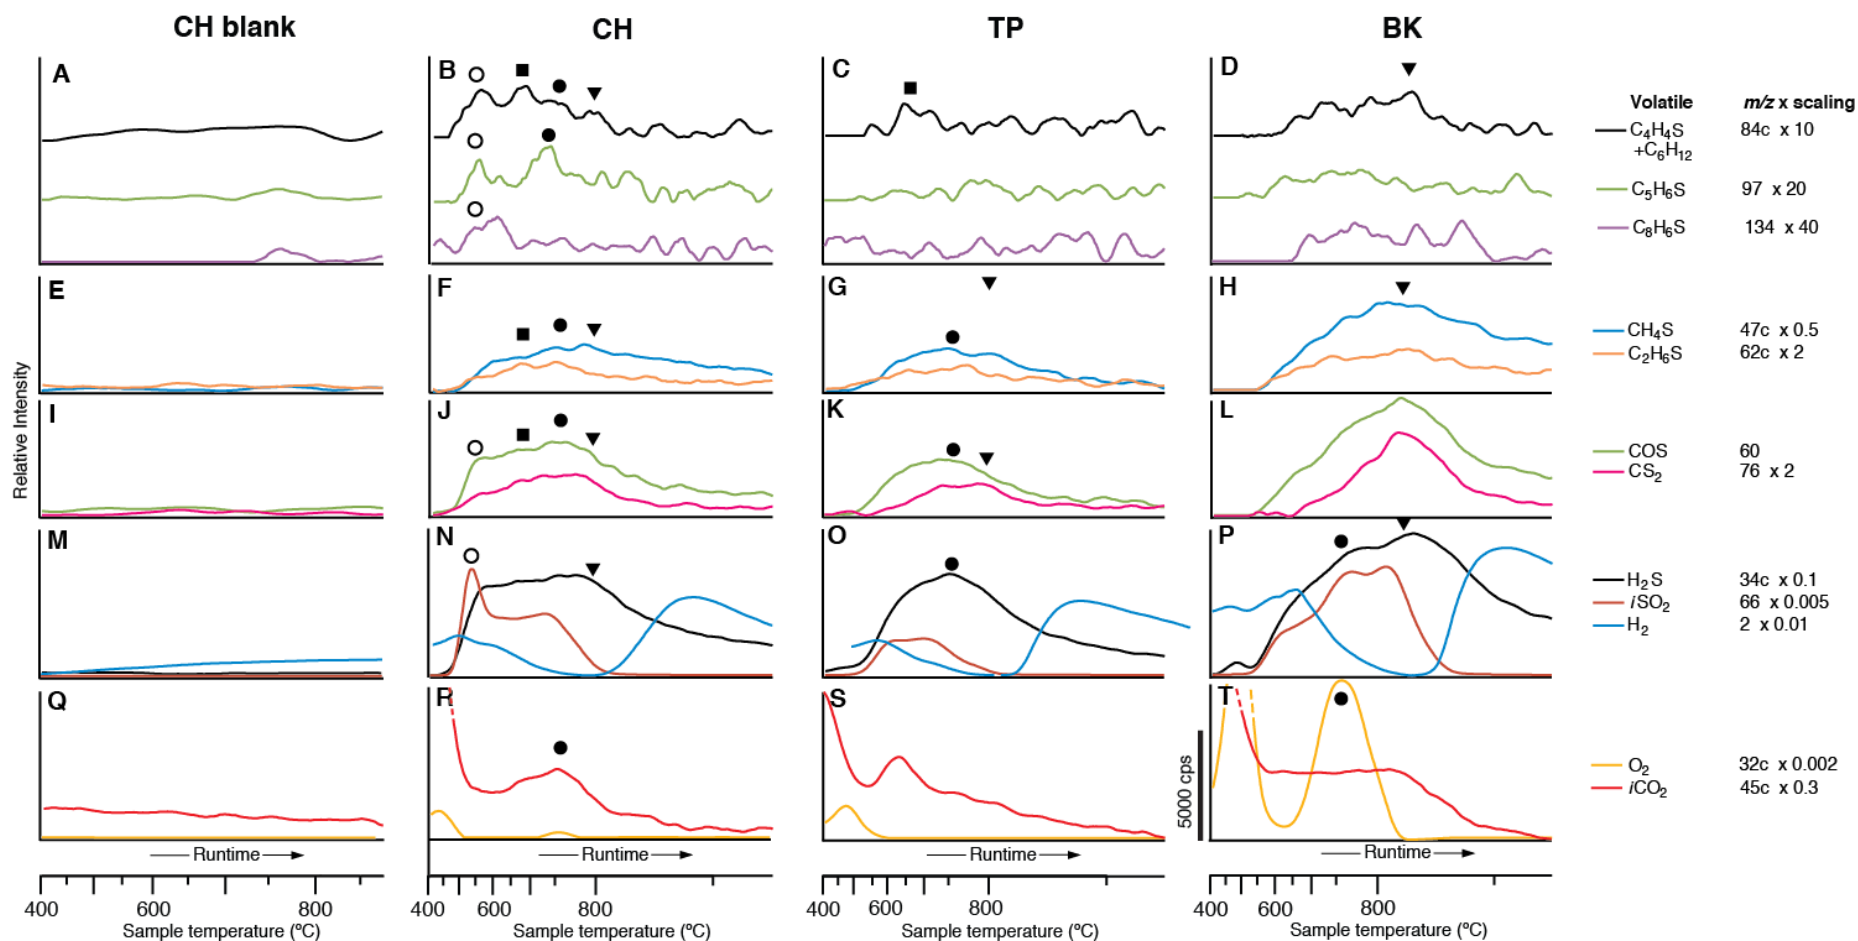 CH blank
CH
TP
BK
A
B
C
D
Volatile m/z x scaling
C₄H₄S 84c x 10
+C₆H₁₂
C₅H₆S 97 x 20
C₈H₆S 134 x 40
E
F
G
H
CH₄S 47c x 0.5
C₂H₆S 62c x 2
Relative Intensity
I
J
K
L
COS 60
CS₂ 76 x 2
M
N
O
P
H₂S 34c x 0.1
iSO₂ 66 x 0.005
H₂ 2 x 0.01
Q
R
S
T
5000 cps
O₂ 32c x 0.002
iCO₂ 45c x 0.3
Runtime
Runtime
Runtime
Runtime
400 600 800
400 600 800
400 600 800
400 600 800
Sample temperature (ºC)
Sample temperature (ºC)
Sample temperature (ºC)
Sample temperature (ºC)